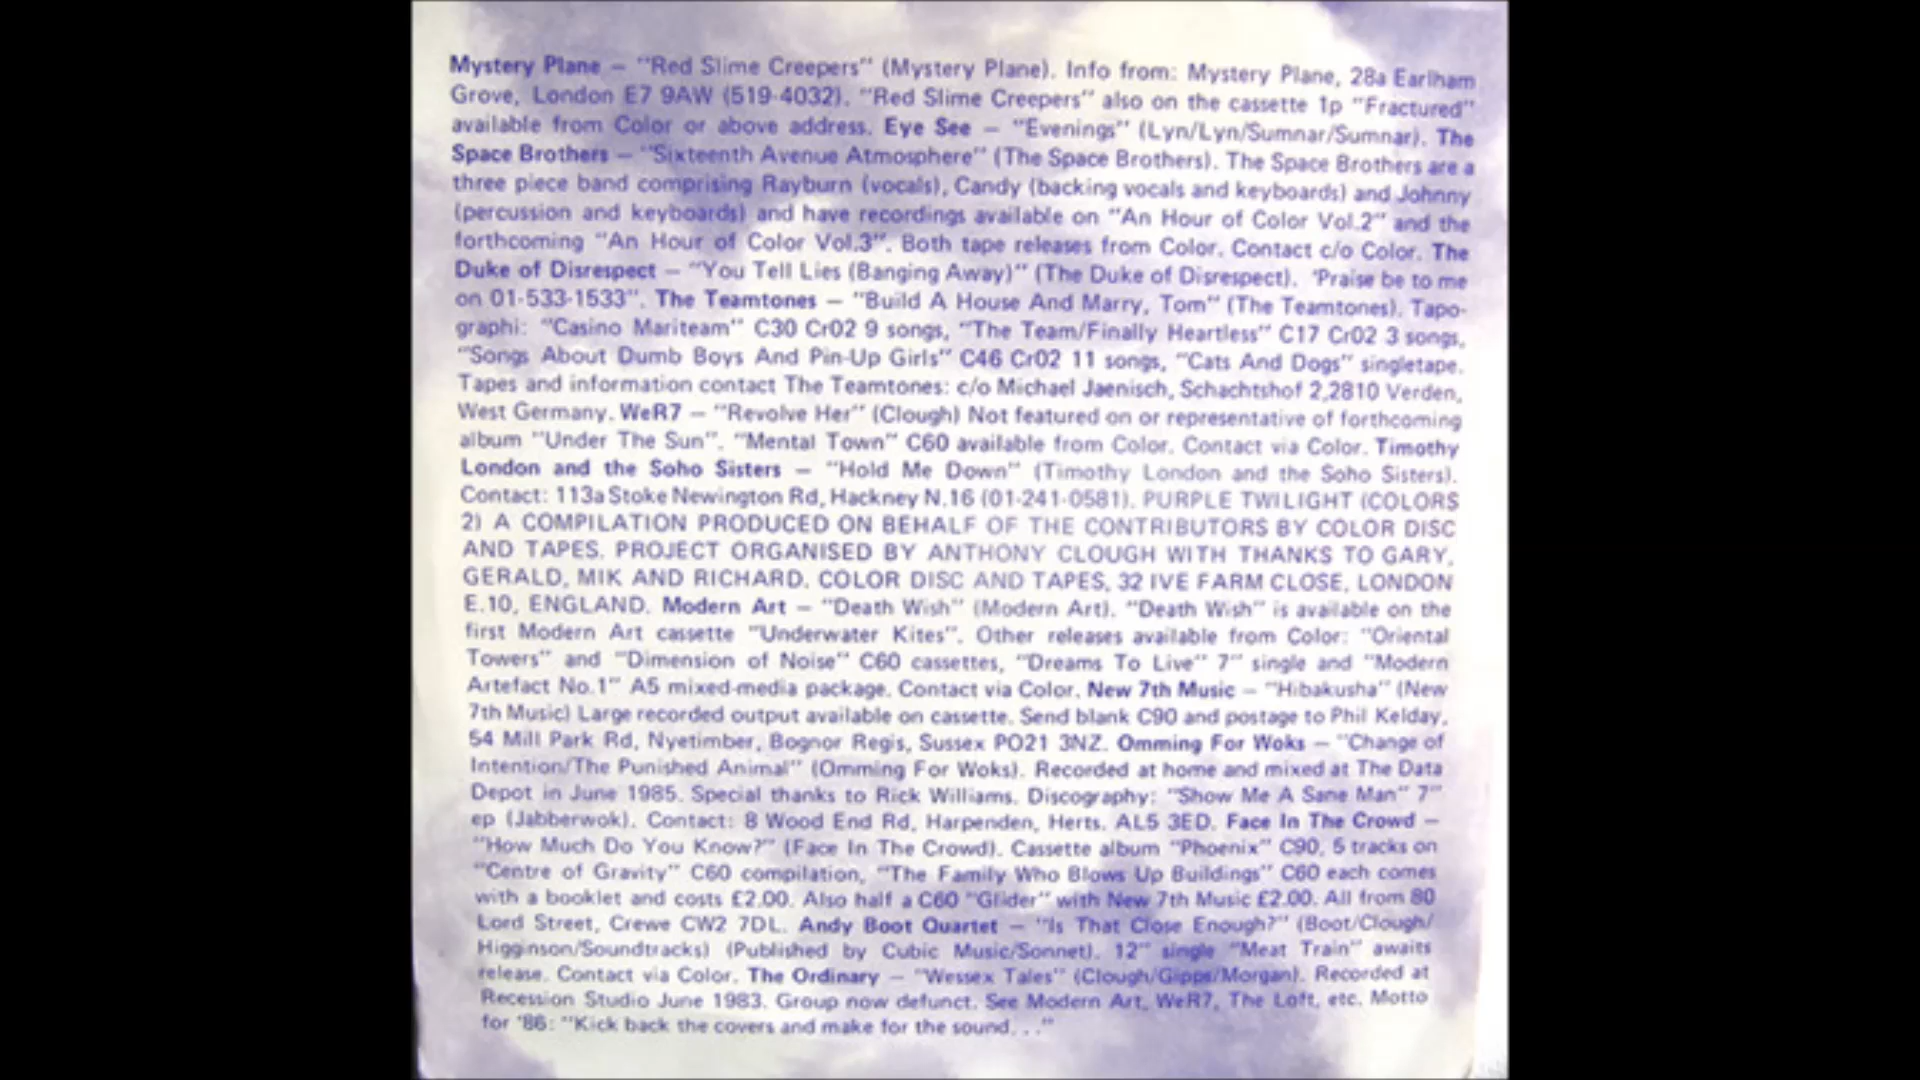 Mystery Plane — "Red Slime Creepers" (Mystery Plane). Info from: Mystery Plane, 28a Earlham
Grove, London E7 9AW (519-4032). "Red Slime Creepers" also on the cassette 1p "Fractured"
available from Color or above address. Eye See — "Evenings" (Lyn/Lyn/Sumnar/Sumnar). The
Space Brothers — "Sixteenth Avenue Atmosphere" (The Space Brothers). The Space Brothers are a
three piece band comprising Rayburn (vocals), Candy (backing vocals and keyboards) and Johnny
(percussion and keyboards) and have recordings available on "An Hour of Color Vol.2" and the
forthcoming "An Hour of Color Vol.3". Both tape releases from Color. Contact c/o Color. The
Duke of Disrespect — "You Tell Lies (Banging Away)" (The Duke of Disrespect). 'Praise be to me
on 01-533-1533". The Teamtones — "Build A House And Marry, Tom" (The Teamtones). Tapo-
graphi: "Casino Mariteam" C30 Cr02 9 songs, "The Team/Finally Heartless" C17 Cr02 3 songs,
"Songs About Dumb Boys And Pin-Up Girls" C46 Cr02 11 songs, "Cats And Dogs" singletape.
Tapes and information contact The Teamtones: c/o Michael Jaenisch, Schachtshof 2,2810 Verden,
West Germany. WeR7 — "Revolve Her" (Clough) Not featured on or representative of forthcoming
album "Under The Sun". "Mental Town" C60 available from Color. Contact via Color. Timothy
London and the Soho Sisters — "Hold Me Down" (Timothy London and the Soho Sisters).
Contact: 113a Stoke Newington Rd, Hackney N.16 (01-241-0581). PURPLE TWILIGHT (COLORS
2) A COMPILATION PRODUCED ON BEHALF OF THE CONTRIBUTORS BY COLOR DISC
AND TAPES. PROJECT ORGANISED BY ANTHONY CLOUGH WITH THANKS TO GARY,
GERALD, MIK AND RICHARD. COLOR DISC AND TAPES, 32 IVE FARM CLOSE, LONDON
E.10, ENGLAND. Modern Art — "Death Wish" (Modern Art). "Death Wish" is available on the
first Modern Art cassette "Underwater Kites". Other releases available from Color: "Oriental
Towers" and "Dimension of Noise" C60 cassettes, "Dreams To Live" 7" single and "Modern
Artefact No.1" A5 mixed-media package. Contact via Color. New 7th Music — "Hibakusha" (New
7th Music) Large recorded output available on cassette. Send blank C90 and postage to Phil Kelday,
54 Mill Park Rd, Nyetimber, Bognor Regis, Sussex PO21 3NZ. Omming For Woks — "Change of
Intention/The Punished Animal" (Omming For Woks). Recorded at home and mixed at The Data
Depot in June 1985. Special thanks to Rick Williams. Discography: "Show Me A Sane Man" 7"
ep (Jabberwok). Contact: 8 Wood End Rd, Harpenden, Herts. AL5 3ED. Face In The Crowd —
"How Much Do You Know?" (Face In The Crowd). Cassette album "Phoenix" C90, 5 tracks on
"Centre of Gravity" C60 compilation, "The Family Who Blows Up Buildings" C60 each comes
with a booklet and costs £2.00. Also half a C60 "Glider" with New 7th Music £2.00. All from 80
Lord Street, Crewe CW2 7DL. Andy Boot Quartet — "Is That Close Enough?" (Boot/Clough/
Higginson/Soundtracks) (Published by Cubic Music/Sonnet). 12" single "Meat Train" awaits
release. Contact via Color. The Ordinary — "Wessex Tales" (Clough/Gipps/Morgan). Recorded at
Recession Studio June 1983. Group now defunct. See Modern Art, WeR7, The Loft, etc. Motto
for '86: "Kick back the covers and make for the sound. . ."